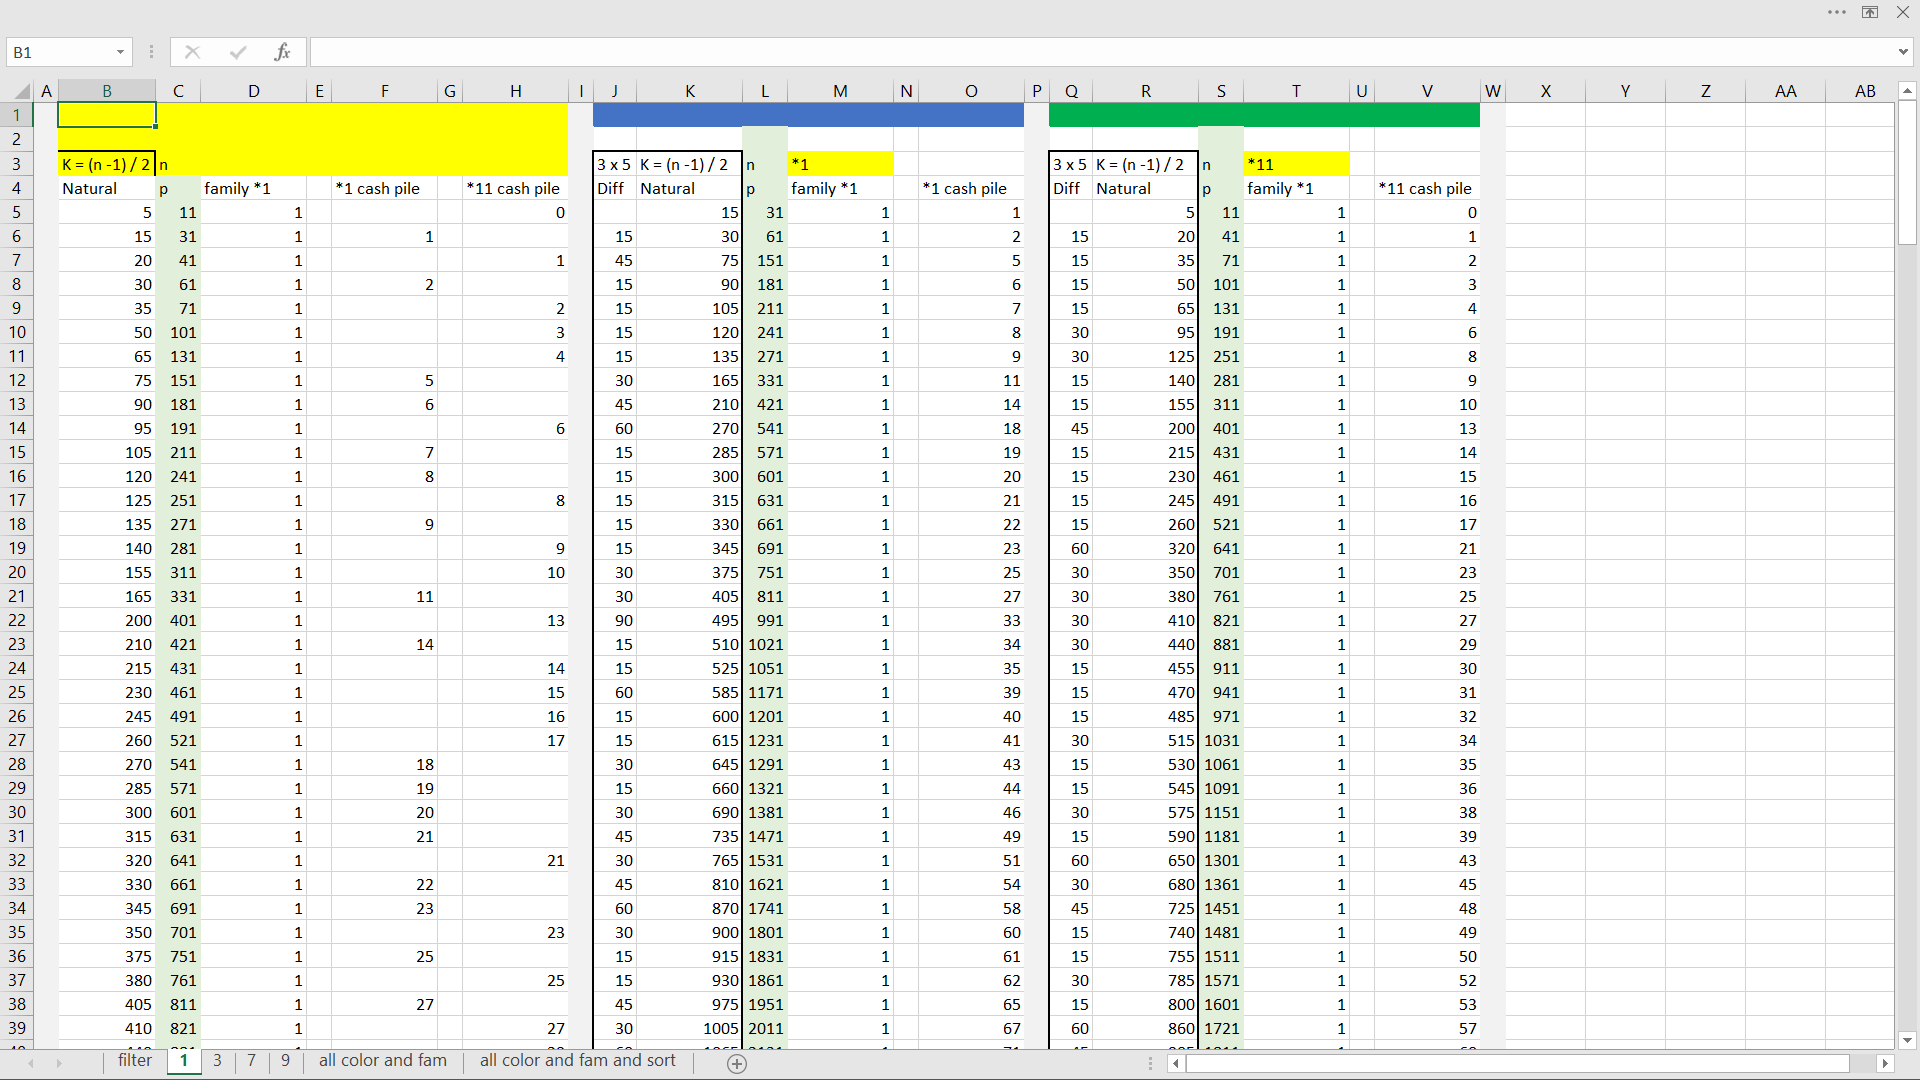 B1
fx
A B C D E F G H I J K L M N O P Q R S T U V W X Y Z AA AB
1
2
3 K = (n -1) / 2 n 3 x 5 K = (n -1) / 2 n *1 3 x 5 K = (n -1) / 2 n *11
4 Natural p family *1 *1 cash pile *11 cash pile Diff Natural p family *1 *1 cash pile Diff Natural p family *1 *11 cash pile
5 5 11 1 0 15 31 1 1 5 11 1 0
6 15 31 1 1 15 30 61 1 2 15 20 41 1 1
7 20 41 1 1 45 75 151 1 5 15 35 71 1 2
8 30 61 1 2 15 90 181 1 6 15 50 101 1 3
9 35 71 1 2 15 105 211 1 7 15 65 131 1 4
10 50 101 1 3 15 120 241 1 8 30 95 191 1 6
11 65 131 1 4 15 135 271 1 9 30 125 251 1 8
12 75 151 1 5 30 165 331 1 11 15 140 281 1 9
13 90 181 1 6 45 210 421 1 14 15 155 311 1 10
14 95 191 1 6 60 270 541 1 18 45 200 401 1 13
15 105 211 1 7 15 285 571 1 19 15 215 431 1 14
16 120 241 1 8 15 300 601 1 20 15 230 461 1 15
17 125 251 1 8 15 315 631 1 21 15 245 491 1 16
18 135 271 1 9 15 330 661 1 22 15 260 521 1 17
19 140 281 1 9 15 345 691 1 23 60 320 641 1 21
20 155 311 1 10 30 375 751 1 25 30 350 701 1 23
21 165 331 1 11 30 405 811 1 27 30 380 761 1 25
22 200 401 1 13 90 495 991 1 33 30 410 821 1 27
23 210 421 1 14 15 510 1021 1 34 30 440 881 1 29
24 215 431 1 14 15 525 1051 1 35 15 455 911 1 30
25 230 461 1 15 60 585 1171 1 39 15 470 941 1 31
26 245 491 1 16 15 600 1201 1 40 15 485 971 1 32
27 260 521 1 17 15 615 1231 1 41 30 515 1031 1 34
28 270 541 1 18 30 645 1291 1 43 15 530 1061 1 35
29 285 571 1 19 15 660 1321 1 44 15 545 1091 1 36
30 300 601 1 20 30 690 1381 1 46 30 575 1151 1 38
31 315 631 1 21 45 735 1471 1 49 15 590 1181 1 39
32 320 641 1 21 30 765 1531 1 51 60 650 1301 1 43
33 330 661 1 22 45 810 1621 1 54 30 680 1361 1 45
34 345 691 1 23 60 870 1741 1 58 45 725 1451 1 48
35 350 701 1 23 30 900 1801 1 60 15 740 1481 1 49
36 375 751 1 25 15 915 1831 1 61 15 755 1511 1 50
37 380 761 1 25 15 930 1861 1 62 30 785 1571 1 52
38 405 811 1 27 45 975 1951 1 65 15 800 1601 1 53
39 410 821 1 27 30 1005 2011 1 67 60 860 1721 1 57
filter 1 3 7 9 all color and fam all color and fam and sort